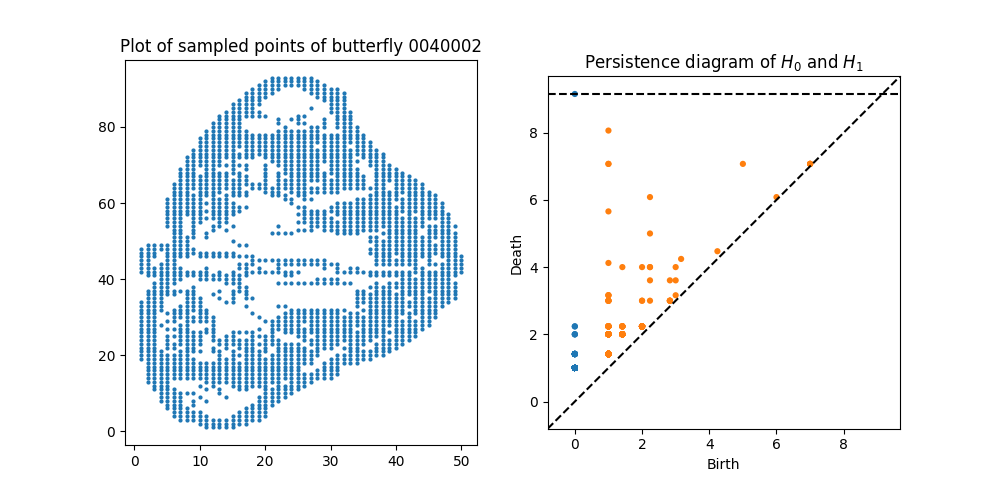 Plot of sampled points of butterfly 0040002
80
60
40
20
0
0 10 20 30 40 50
Persistence diagram of H₀ and H₁
Death
8
6
4
2
0
0 2 4 6 8
Birth